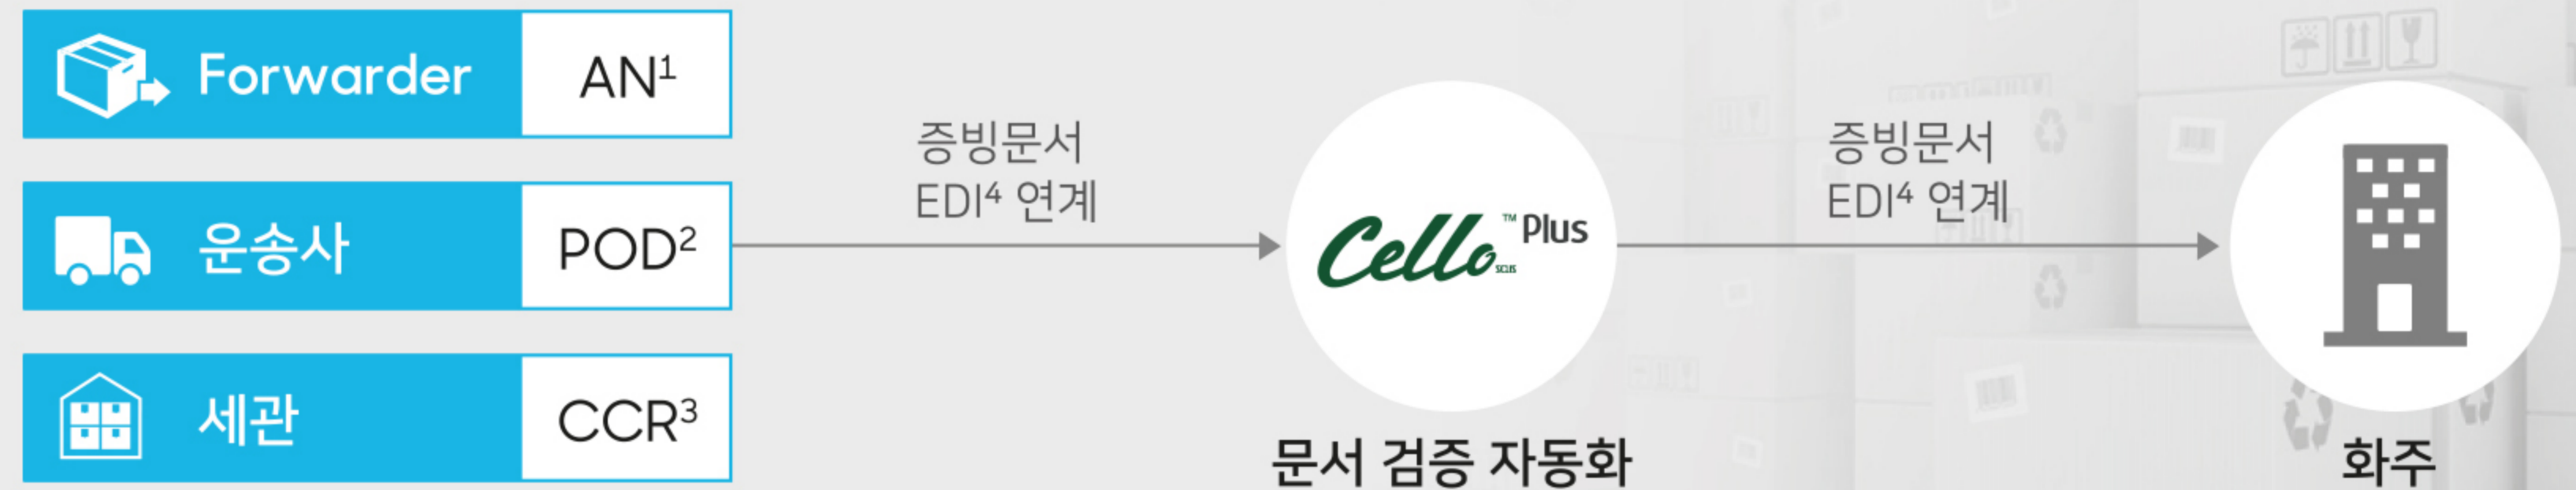 Forwarder AN¹
운송사 POD²
세관 CCR³
증빙문서
EDI⁴ 연계
Cello™ Plus
문서 검증 자동화
증빙문서
EDI⁴ 연계
화주